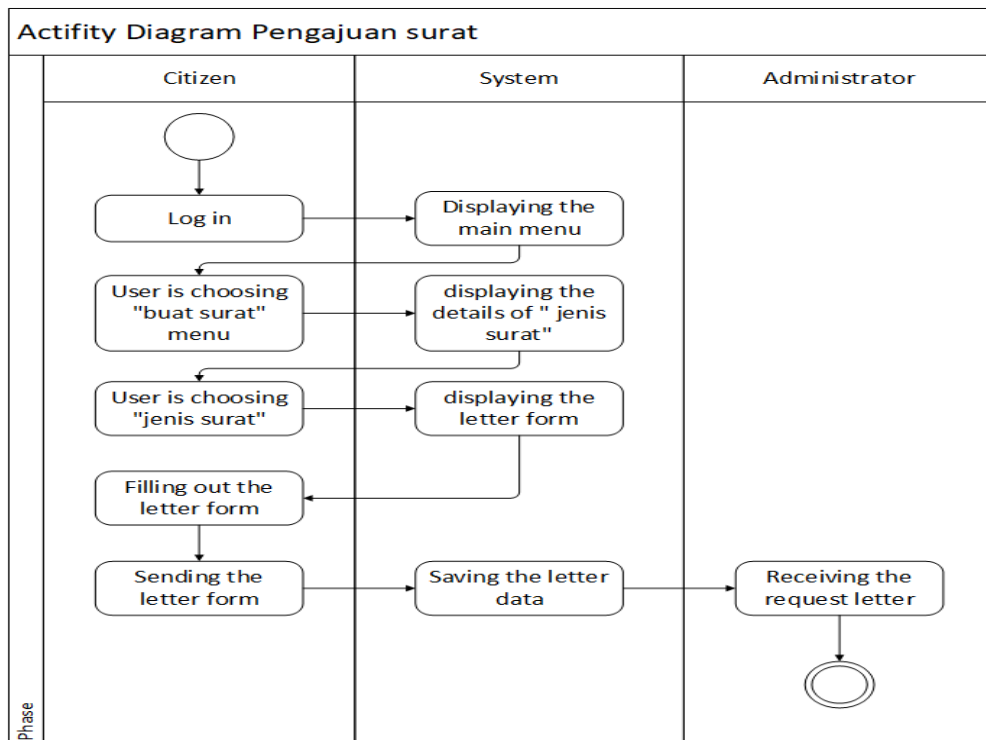 Actifity Diagram Pengajuan surat
Citizen
System
Administrator
Log in
Displaying the
main menu
User is choosing
"buat surat"
menu
displaying the
details of " jenis
surat"
User is choosing
"jenis surat"
displaying the
letter form
Filling out the
letter form
Sending the
letter form
Saving the letter
data
Receiving the
request letter
Phase